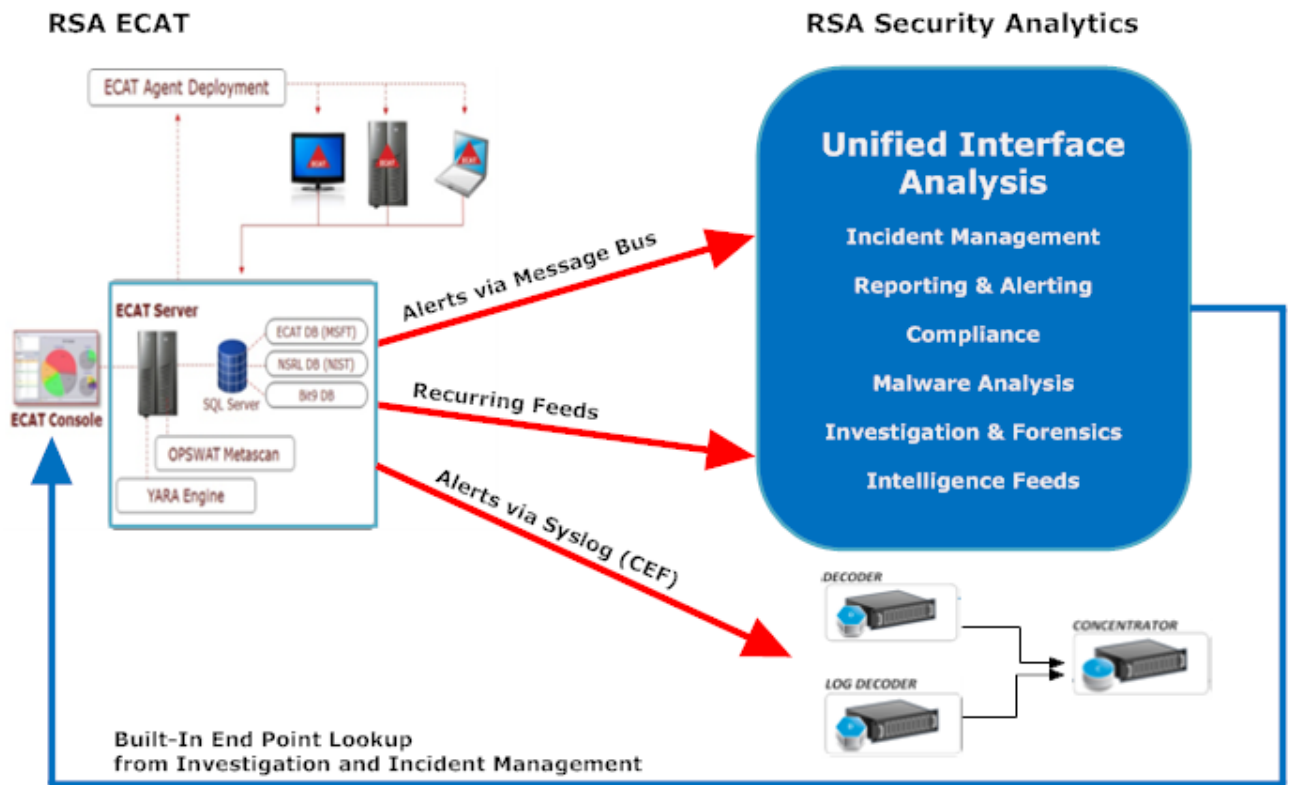 RSA ECAT
RSA Security Analytics
ECAT Agent Deployment
ECAT
ECAT
ECAT
Unified Interface
Analysis
Incident Management
Reporting & Alerting
Compliance
Malware Analysis
Investigation & Forensics
Intelligence Feeds
Alerts via Message Bus
Recurring Feeds
Alerts via Syslog (CEF)
ECAT Server
ECAT DB (MSFT)
NSRL DB (NIST)
Bit9 DB
SQL Server
ECAT Console
OPSWAT Metascan
YARA Engine
DECODER
CONCENTRATOR
LOG DECODER
Built-In End Point Lookup
from Investigation and Incident Management